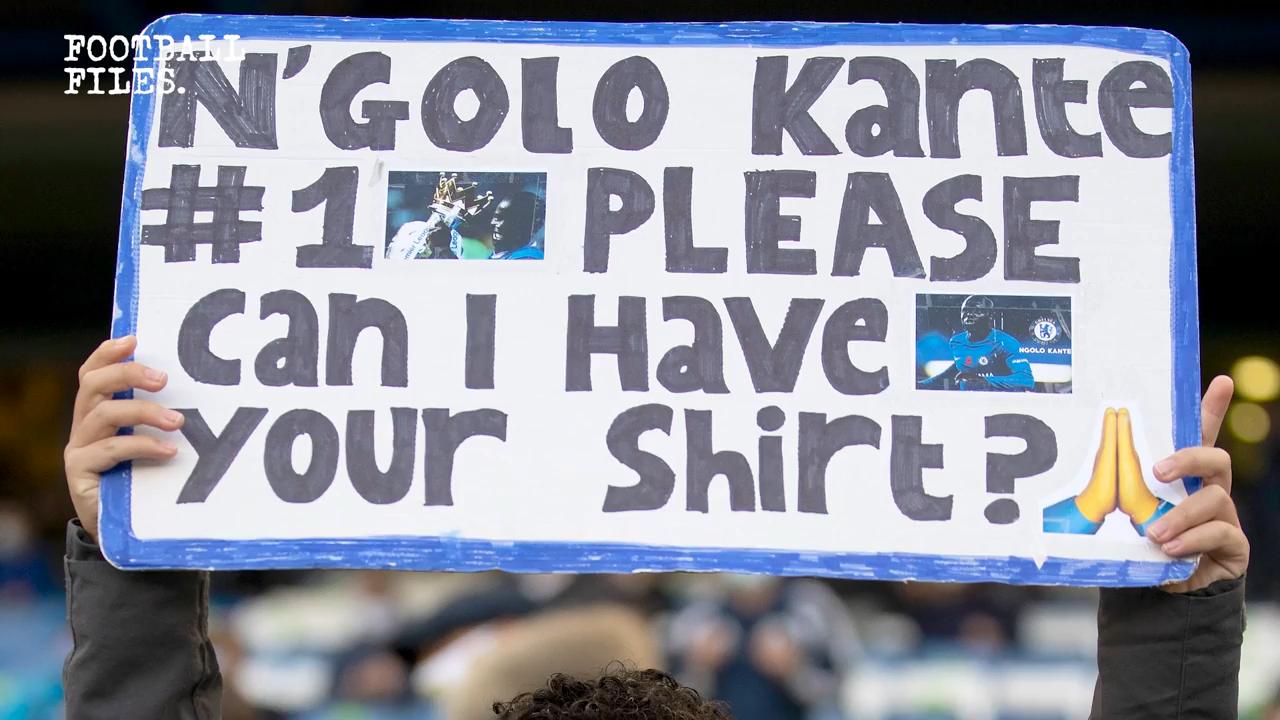 FOOTBALL
FILES.
N'GOLO Kante
#1 PLEASE
can I Have
NGOLO KANTE
your Shirt?